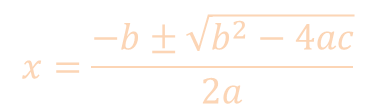 x = (-b ± √(b² − 4ac)) / 2a